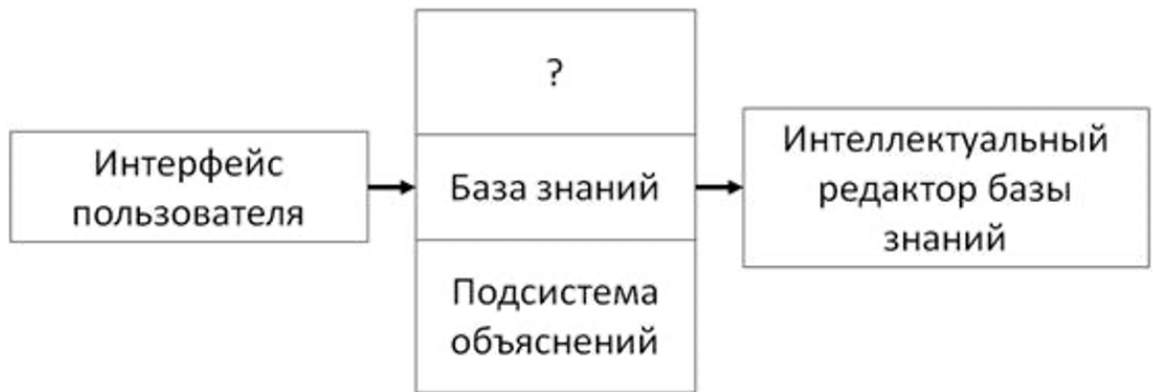 Интерфейс
пользователя
?
База знаний
Подсистема
объяснений
Интеллектуальный
редактор базы
знаний